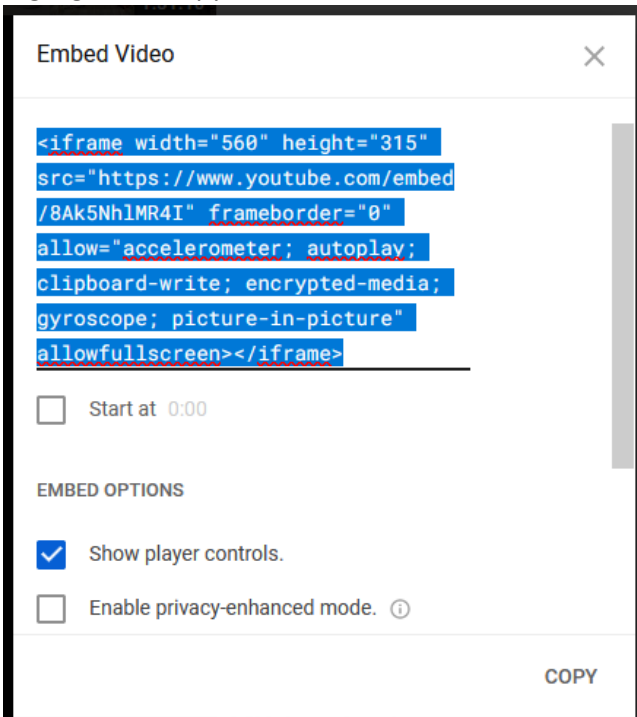 Embed Video
<iframe width="560" height="315"
src="https://www.youtube.com/embed
/8Ak5NhlMR4I" frameborder="0"
allow="accelerometer; autoplay;
clipboard-write; encrypted-media;
gyroscope; picture-in-picture"
allowfullscreen></iframe>
Start at 0:00
EMBED OPTIONS
Show player controls.
Enable privacy-enhanced mode.
COPY